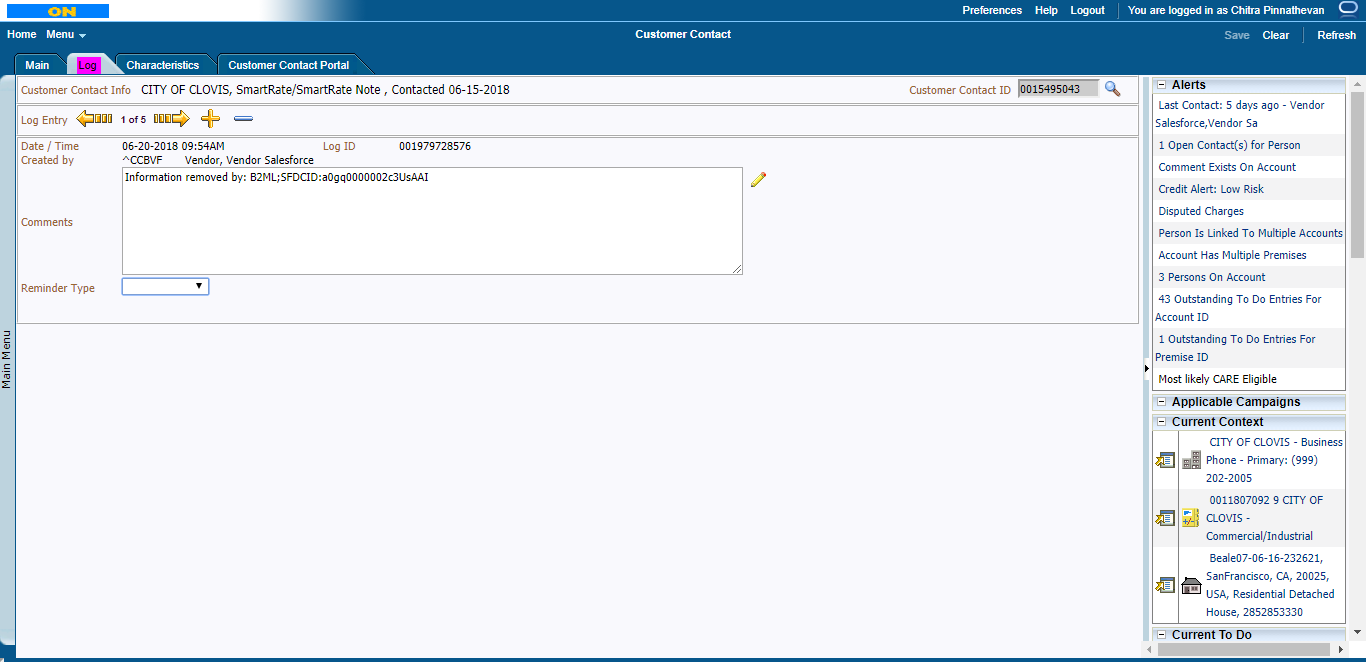 ON
Preferences Help Logout You are logged in as Chitra Pinnathevan
Home Menu Customer Contact Save Clear Refresh
Main Log Characteristics Customer Contact Portal
Customer Contact Info CITY OF CLOVIS, SmartRate/SmartRate Note , Contacted 06-15-2018 Customer Contact ID 0015495043
Log Entry 1 of 5
Date / Time 06-20-2018 09:54AM Log ID 001979728576
Created by ^CCBVF Vendor, Vendor Salesforce
Information removed by: B2ML;SFDCID:a0gq0000002c3UsAAI
Comments
Reminder Type
Main Menu
Alerts
Last Contact: 5 days ago - Vendor
Salesforce,Vendor Sa
1 Open Contact(s) for Person
Comment Exists On Account
Credit Alert: Low Risk
Disputed Charges
Person Is Linked To Multiple Accounts
Account Has Multiple Premises
3 Persons On Account
43 Outstanding To Do Entries For
Account ID
1 Outstanding To Do Entries For
Premise ID
Most likely CARE Eligible
Applicable Campaigns
Current Context
CITY OF CLOVIS - Business
Phone - Primary: (999)
202-2005
0011807092 9 CITY OF
CLOVIS -
Commercial/Industrial
Beale07-06-16-232621,
SanFrancisco, CA, 20025,
USA, Residential Detached
House, 2852853330
Current To Do